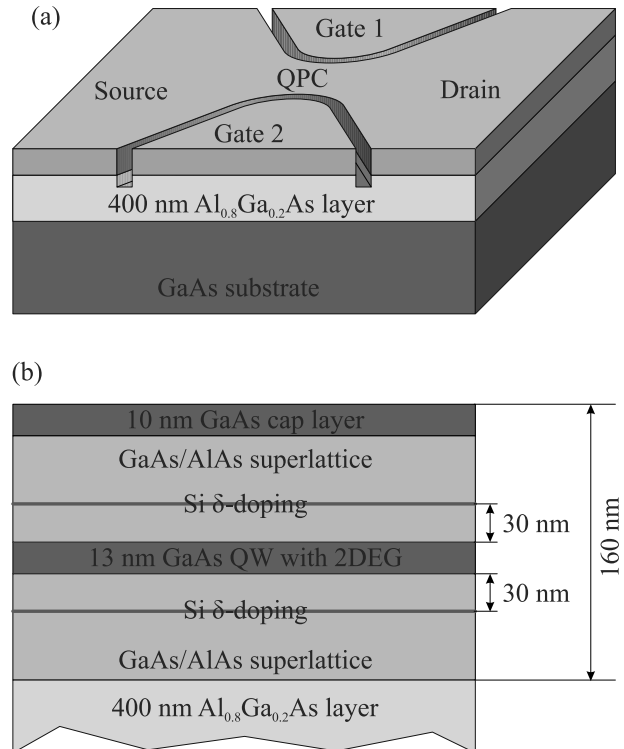 (a)
Gate 1
QPC
Source
Drain
Gate 2
400 nm Al₀.₈Ga₀.₂As layer
GaAs substrate
(b)
10 nm GaAs cap layer
GaAs/AlAs superlattice
Si δ-doping
30 nm
13 nm GaAs QW with 2DEG
160 nm
30 nm
Si δ-doping
GaAs/AlAs superlattice
400 nm Al₀.₈Ga₀.₂As layer